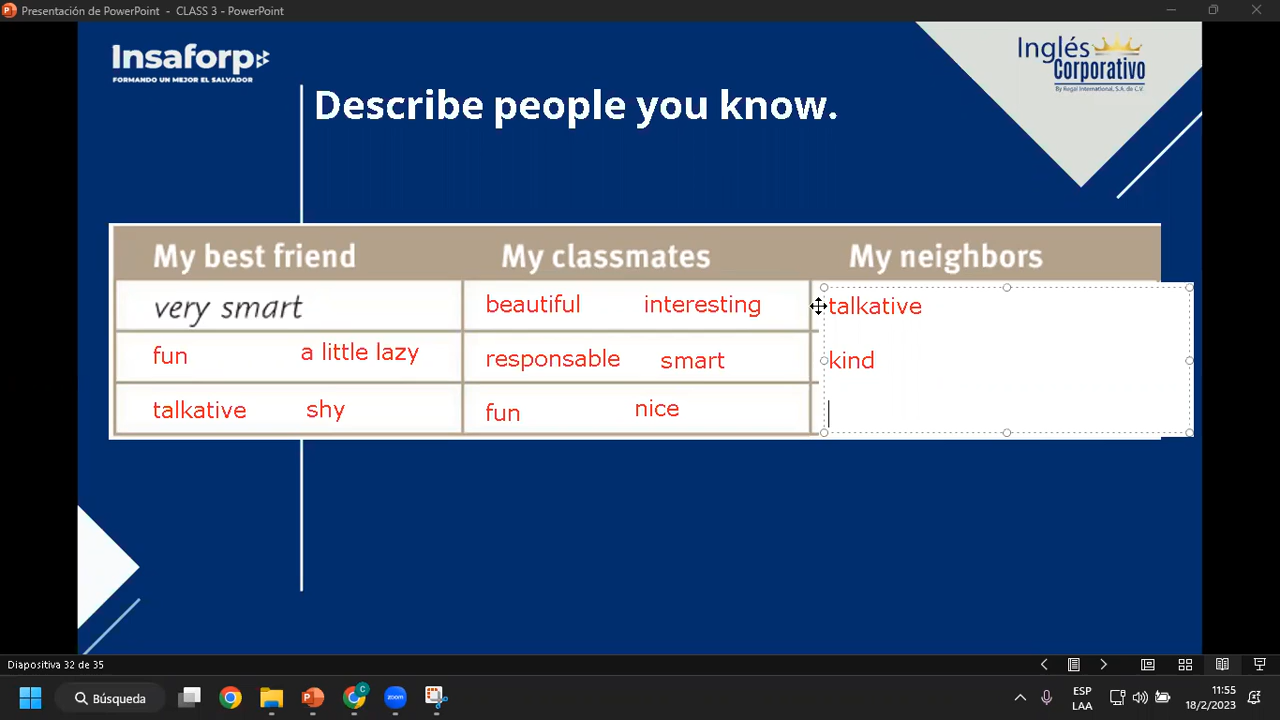 Presentación de PowerPoint - CLASS 3 - PowerPoint
Insaforp
FORMANDO UN MEJOR EL SALVADOR
Inglés
Corporativo
By Regal International, S.A. de C.V.
Describe people you know.
My best friend My classmates My neighbors
very smart beautiful interesting talkative
fun a little lazy responsable smart kind
talkative shy fun nice
Diapositiva 32 de 35
Búsqueda
C
zoom
ESP
LAA
11:55
18/2/2023